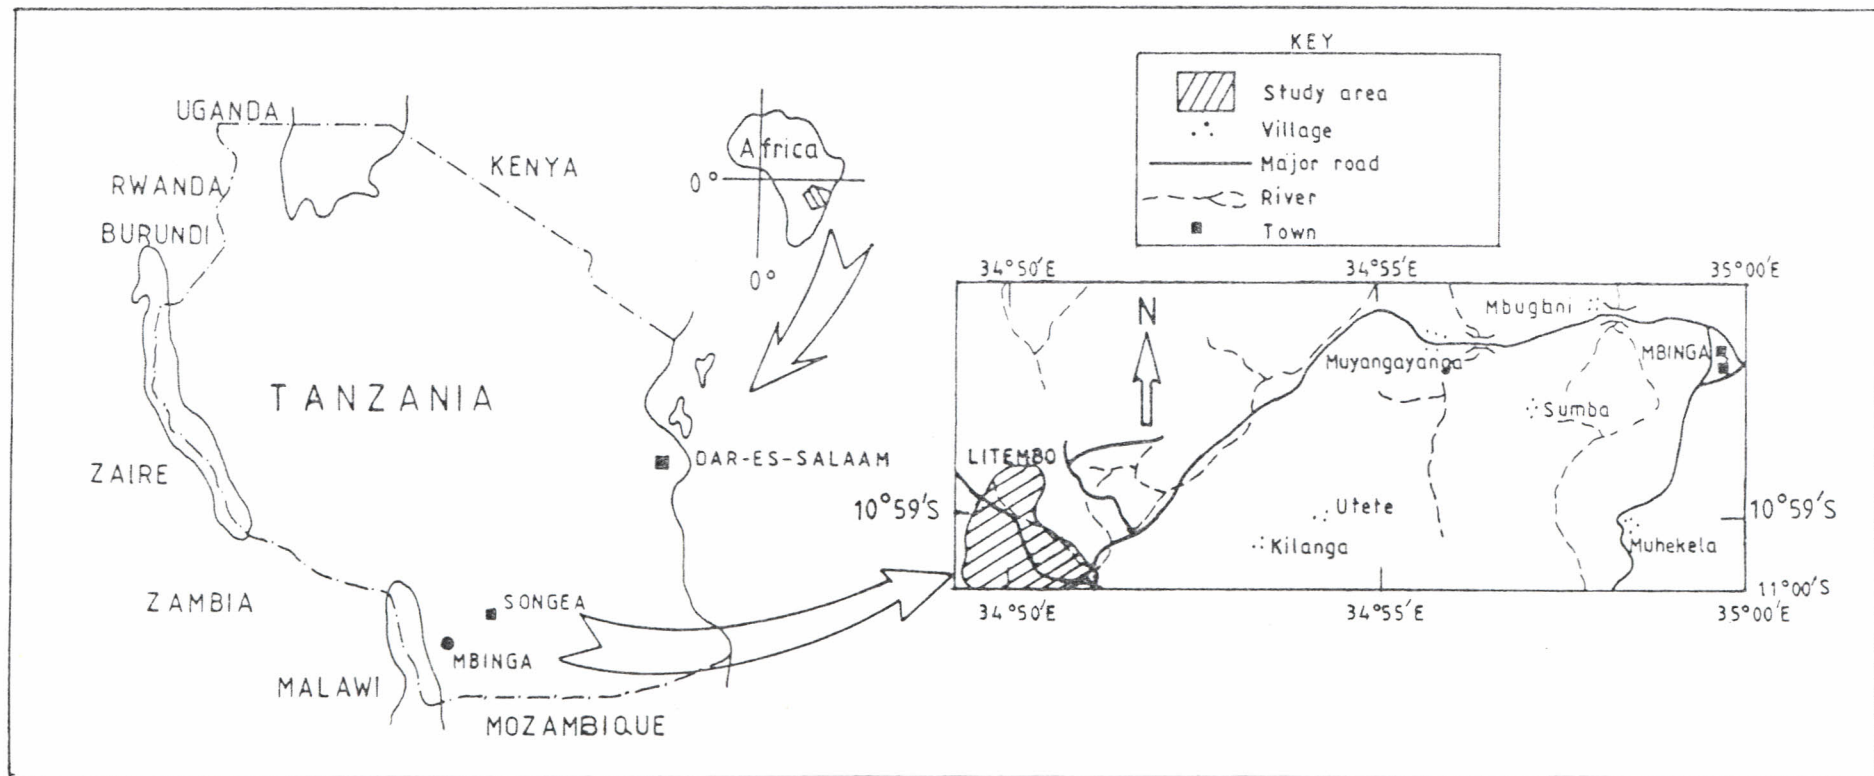 UGANDA
RWANDA
BURUNDI
KENYA
TANZANIA
ZAIRE
ZAMBIA
MALAWI
MOZAMBIQUE
DAR-ES-SALAAM
SONGEA
MBINGA
Africa
0°
0°
KEY
Study area
Village
Major road
River
Town
34°50'E
34°55'E
35°00'E
N
Mbugbni
Muyangayanga
MBINGA
Sumba
LITEMBO
10°59'S
Utete
10°59'S
Kilanga
Muhekela
11°00'S
34°50'E
34°55'E
35°00'E